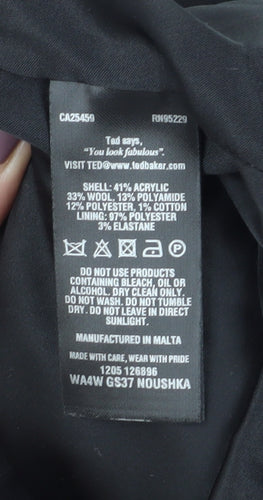 CA25459 RN95229
Ted says,
"You look fabulous".
VISIT TED@www.tedbaker.com
SHELL: 41% ACRYLIC
33% WOOL, 13% POLYAMIDE
12% POLYESTER, 1% COTTON
LINING: 97% POLYESTER
3% ELASTANE
DO NOT USE PRODUCTS
CONTAINING BLEACH, OIL OR
ALCOHOL. DRY CLEAN ONLY.
DO NOT WASH. DO NOT TUMBLE
DRY. DO NOT LEAVE IN DIRECT
SUNLIGHT.
MANUFACTURED IN MALTA
MADE WITH CARE, WEAR WITH PRIDE
1205 126896
WA4W GS37 NOUSHKA